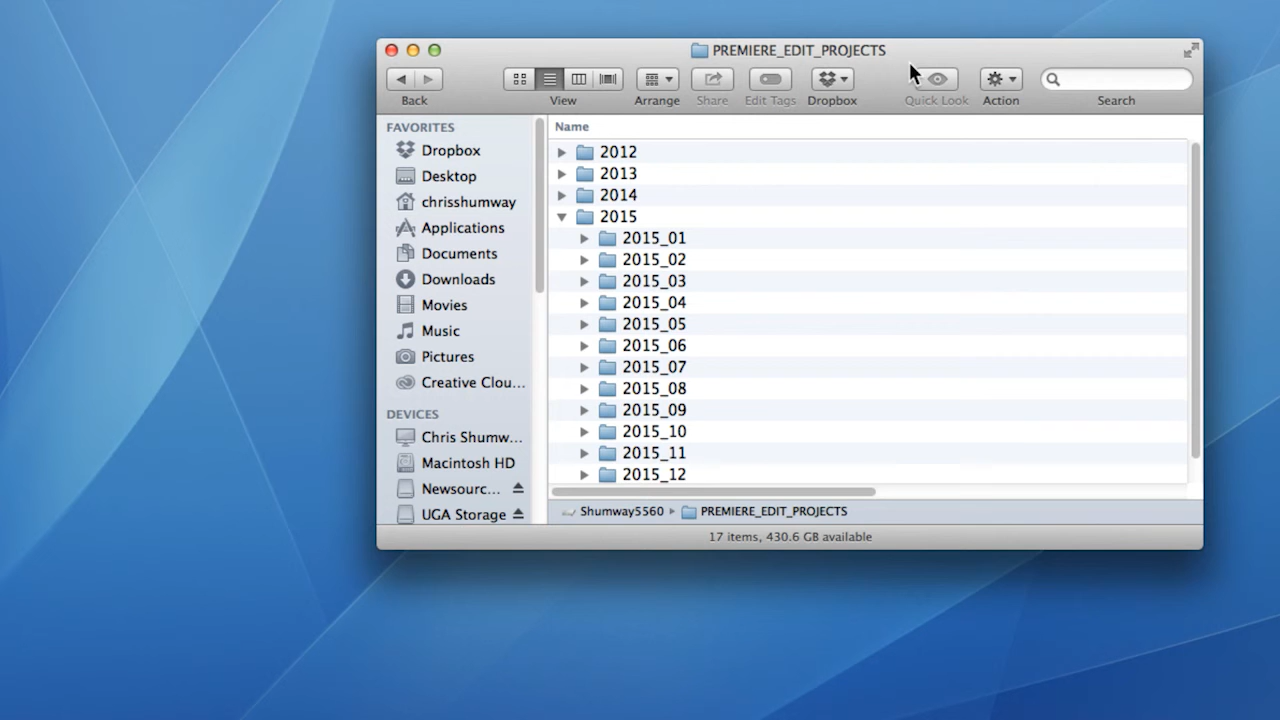 PREMIERE_EDIT_PROJECTS
Back
View
Arrange
Share
Edit Tags
Dropbox
Quick Look
Action
Search
FAVORITES
Dropbox
Desktop
chrisshumway
Applications
Documents
Downloads
Movies
Music
Pictures
Creative Clou...
DEVICES
Chris Shumw...
Macintosh HD
Newsourc...
UGA Storage
Name
2012
2013
2014
2015
2015_01
2015_02
2015_03
2015_04
2015_05
2015_06
2015_07
2015_08
2015_09
2015_10
2015_11
2015_12
Shumway5560 ▸ PREMIERE_EDIT_PROJECTS
17 items, 430.6 GB available